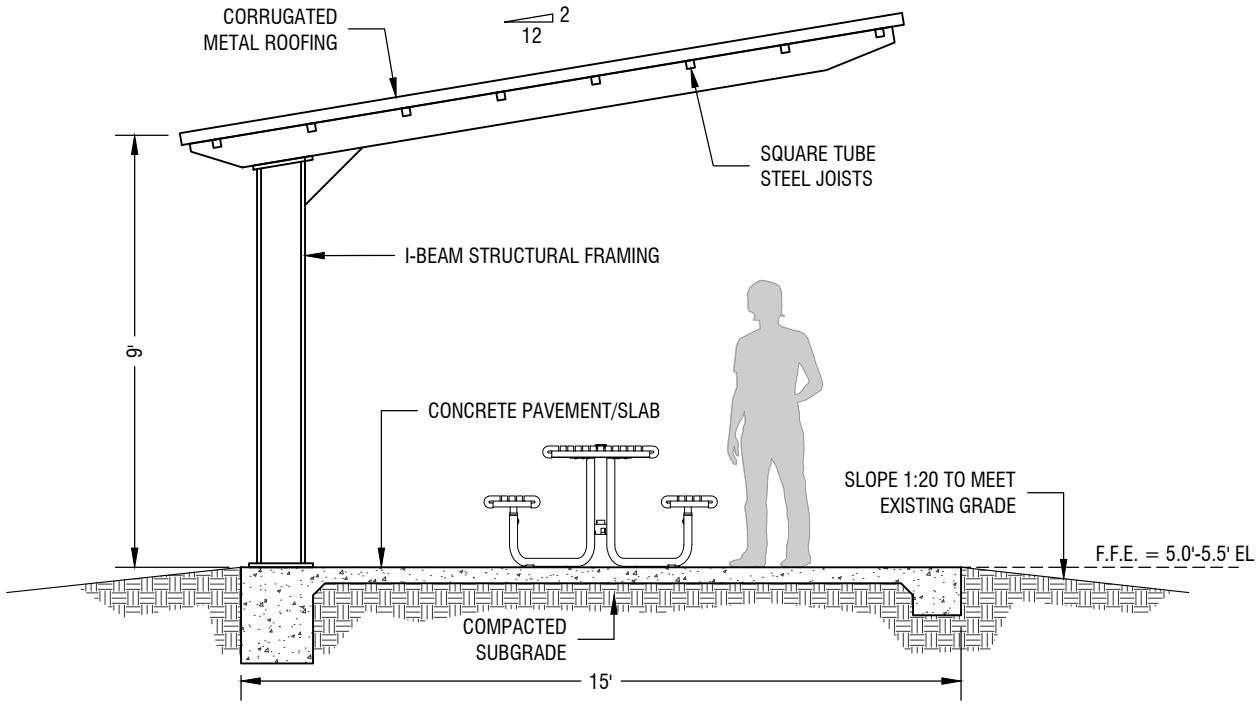 CORRUGATED
METAL ROOFING
2
12
SQUARE TUBE
STEEL JOISTS
I-BEAM STRUCTURAL FRAMING
9'
CONCRETE PAVEMENT/SLAB
SLOPE 1:20 TO MEET
EXISTING GRADE
F.F.E. = 5.0'-5.5' EL
COMPACTED
SUBGRADE
15'